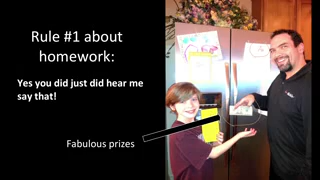 Rule #1 about
homework:
Yes you did just did hear me
say that!
Fabulous prizes